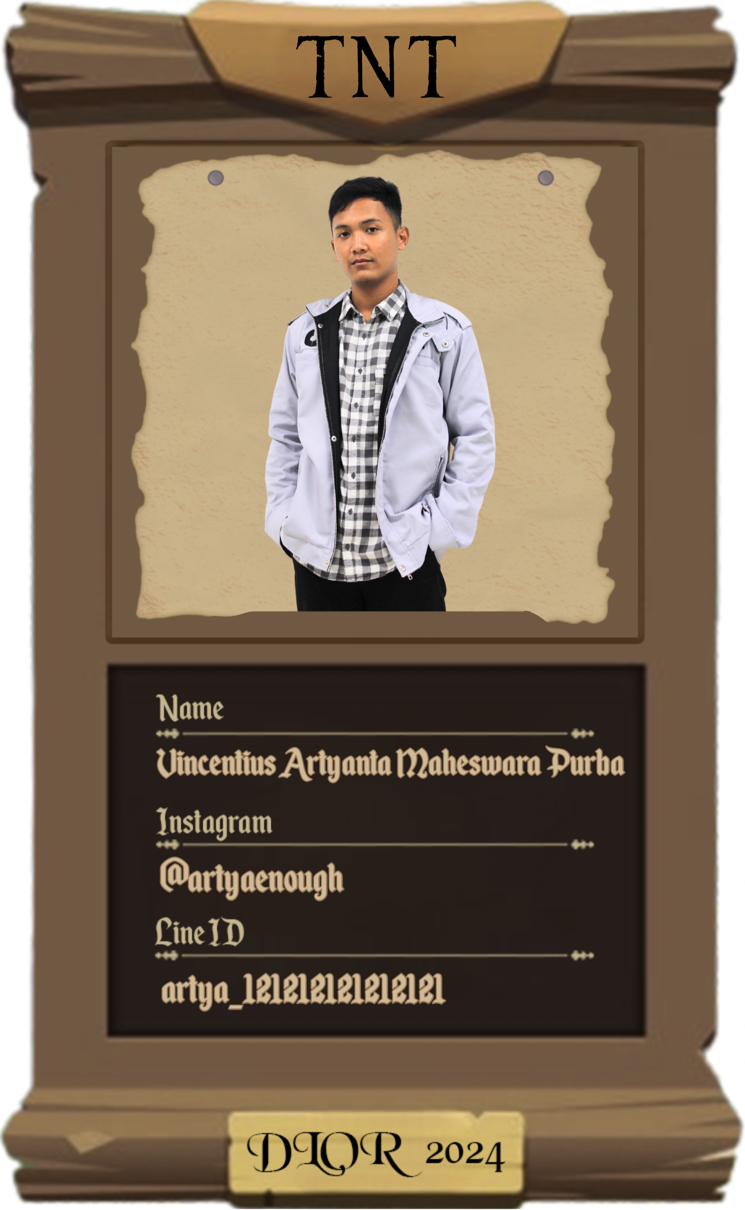 TNT
Name
Vincentius Artyanta Maheswara Purba
Instagram
@artyaenough
Line ID
artya_121212121212121
DLOR 2024